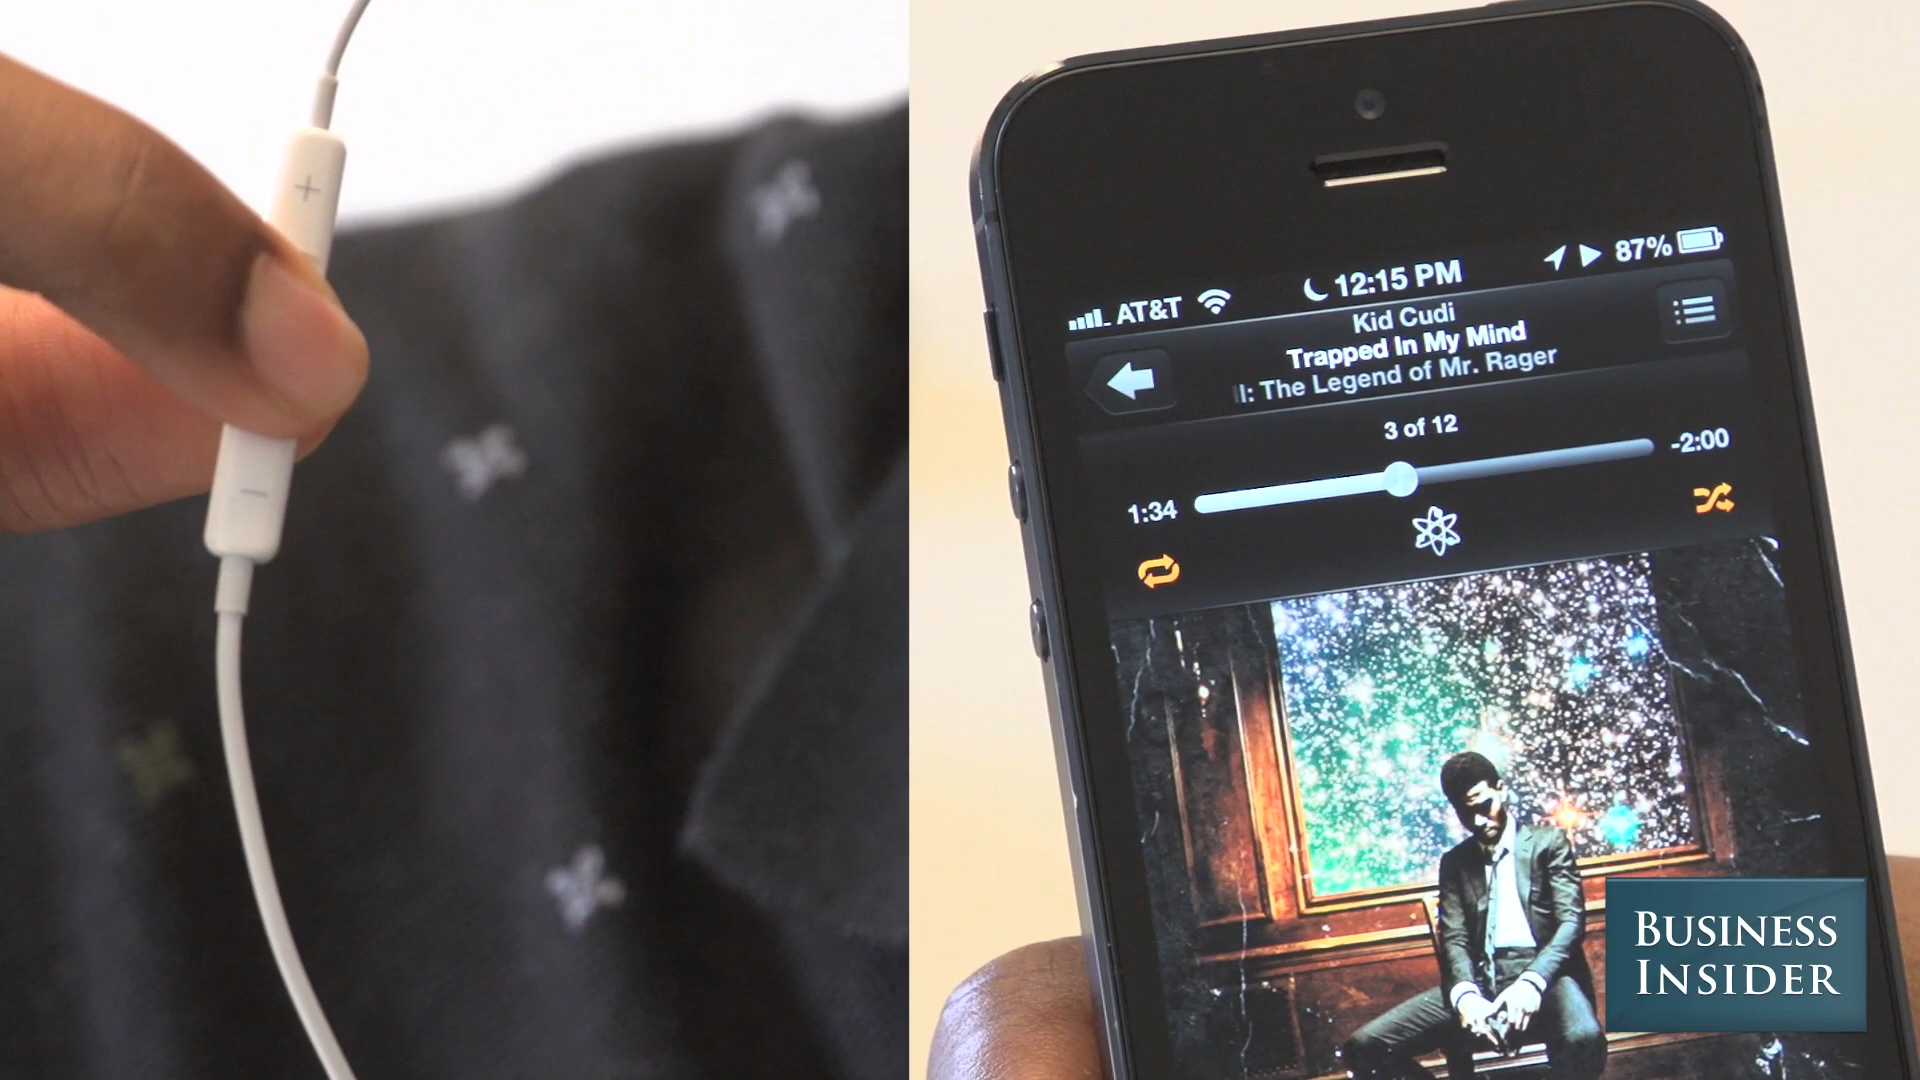 +
−
AT&T 12:15 PM 87%
Kid Cudi
Trapped In My Mind
I: The Legend of Mr. Rager
3 of 12
1:34 -2:00
BUSINESS
INSIDER